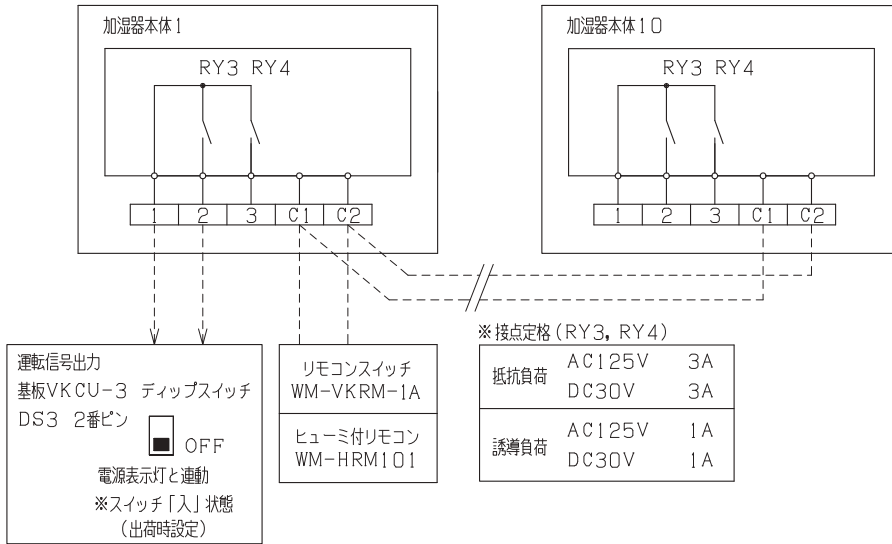 加湿器本体1
RY3 RY4
1 2 3 C1 C2
加湿器本体10
RY3 RY4
1 2 3 C1 C2
運転信号出力
基板VKCU-3 ディップスイッチ
DS3 2番ピン
OFF
電源表示灯と連動
※スイッチ「入」状態
(出荷時設定)
リモコンスイッチ
WM-VKRM-1A
ヒューミ付リモコン
WM-HRM101
※接点定格(RY3, RY4)
抵抗負荷 AC125V 3A
DC30V 3A
誘導負荷 AC125V 1A
DC30V 1A